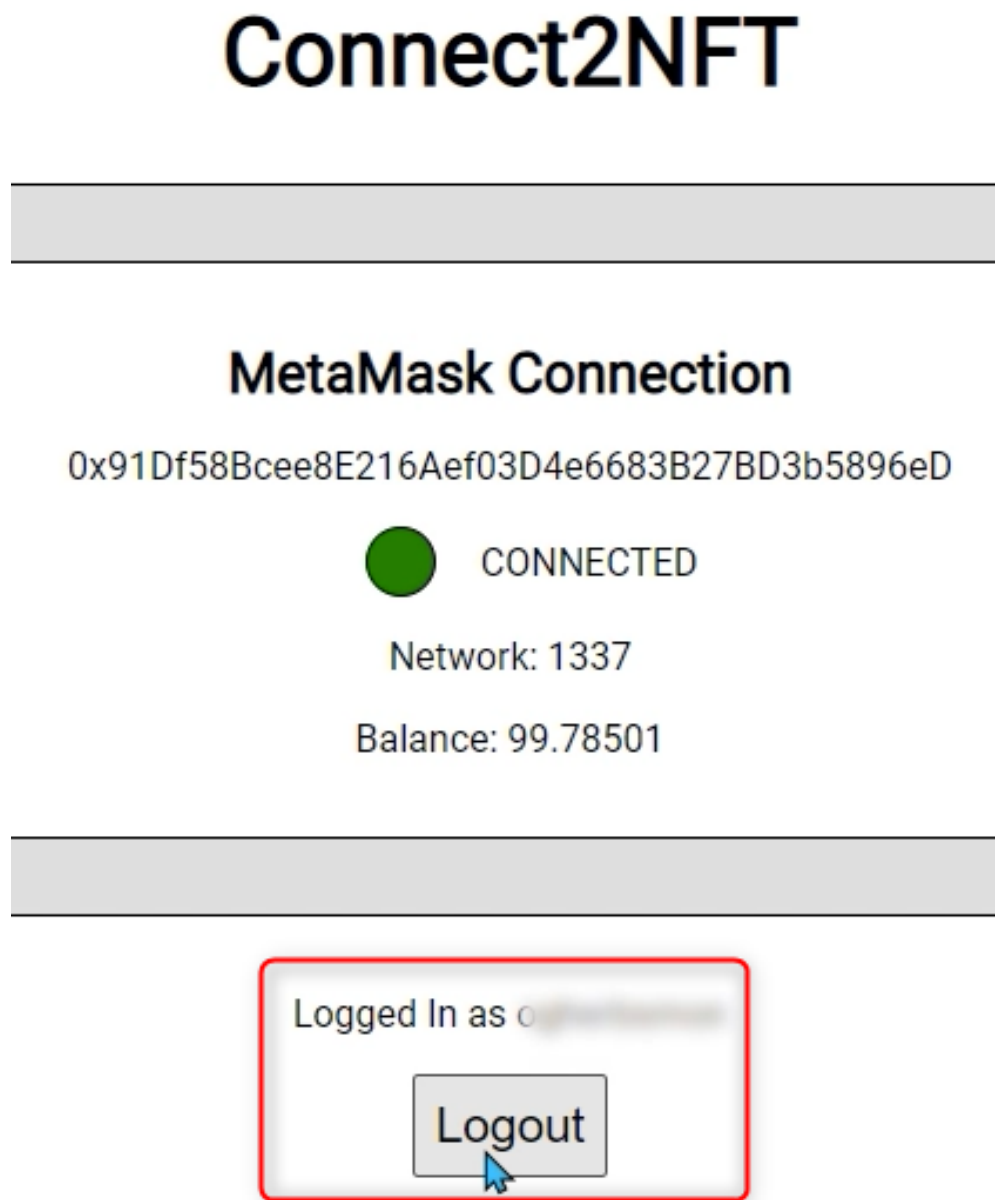 Connect2NFT
MetaMask Connection
0x91Df58Bcee8E216Aef03D4e6683B27BD3b5896eD
CONNECTED
Network: 1337
Balance: 99.78501
Logged In as
Logout